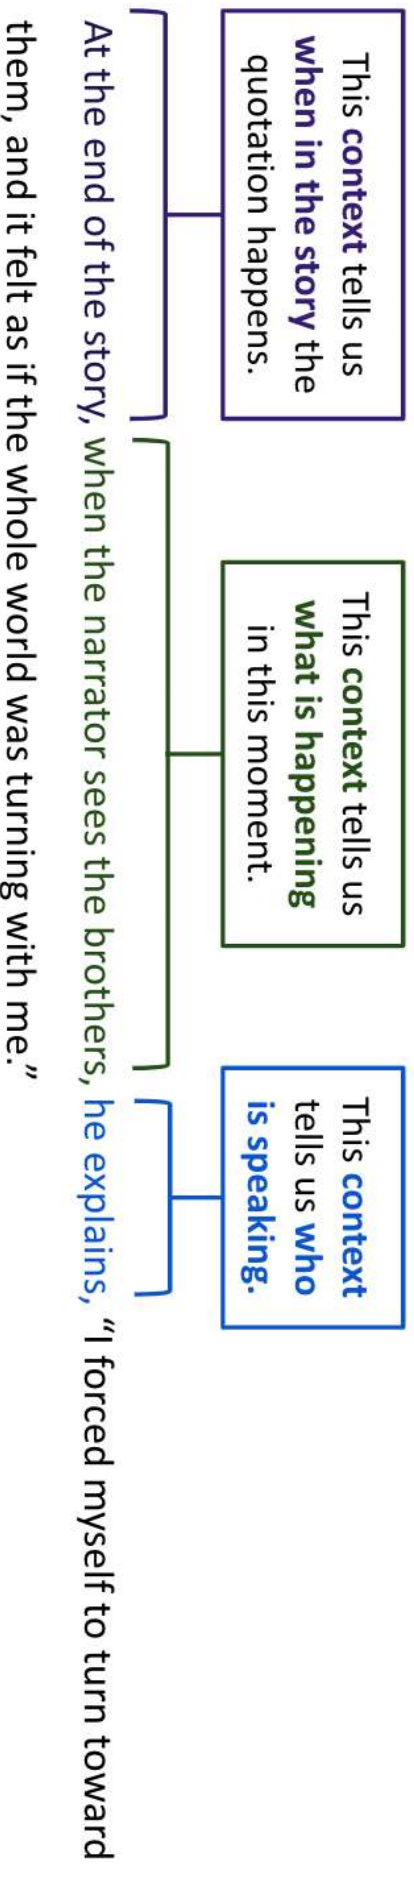 This context tells us
when in the story the
quotation happens.
This context tells us
what is happening
in this moment.
This context
tells us who
is speaking.
At the end of the story, when the narrator sees the brothers, he explains, “I forced myself to turn toward
them, and it felt as if the whole world was turning with me.”